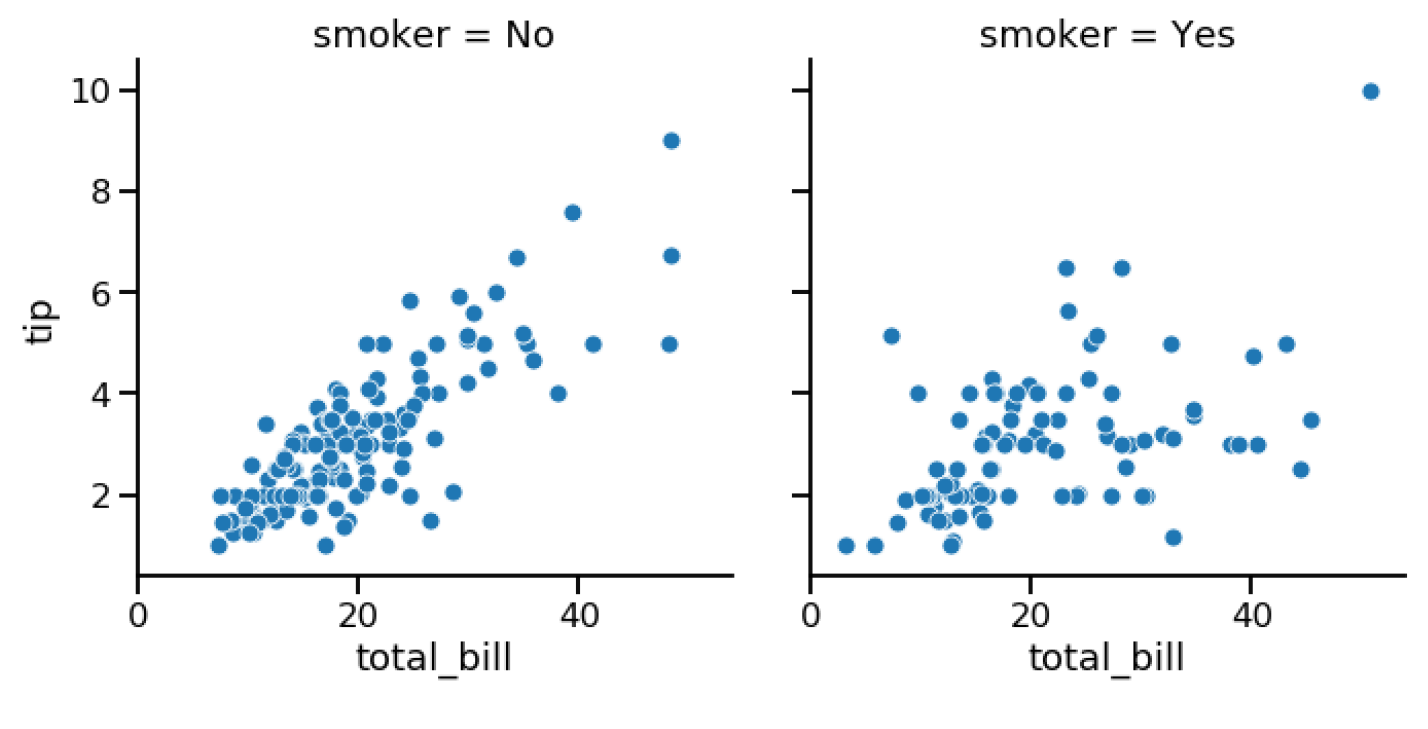 smoker = No
smoker = Yes
10
8
6
4
2
tip
0 20 40
0 20 40
total_bill
total_bill